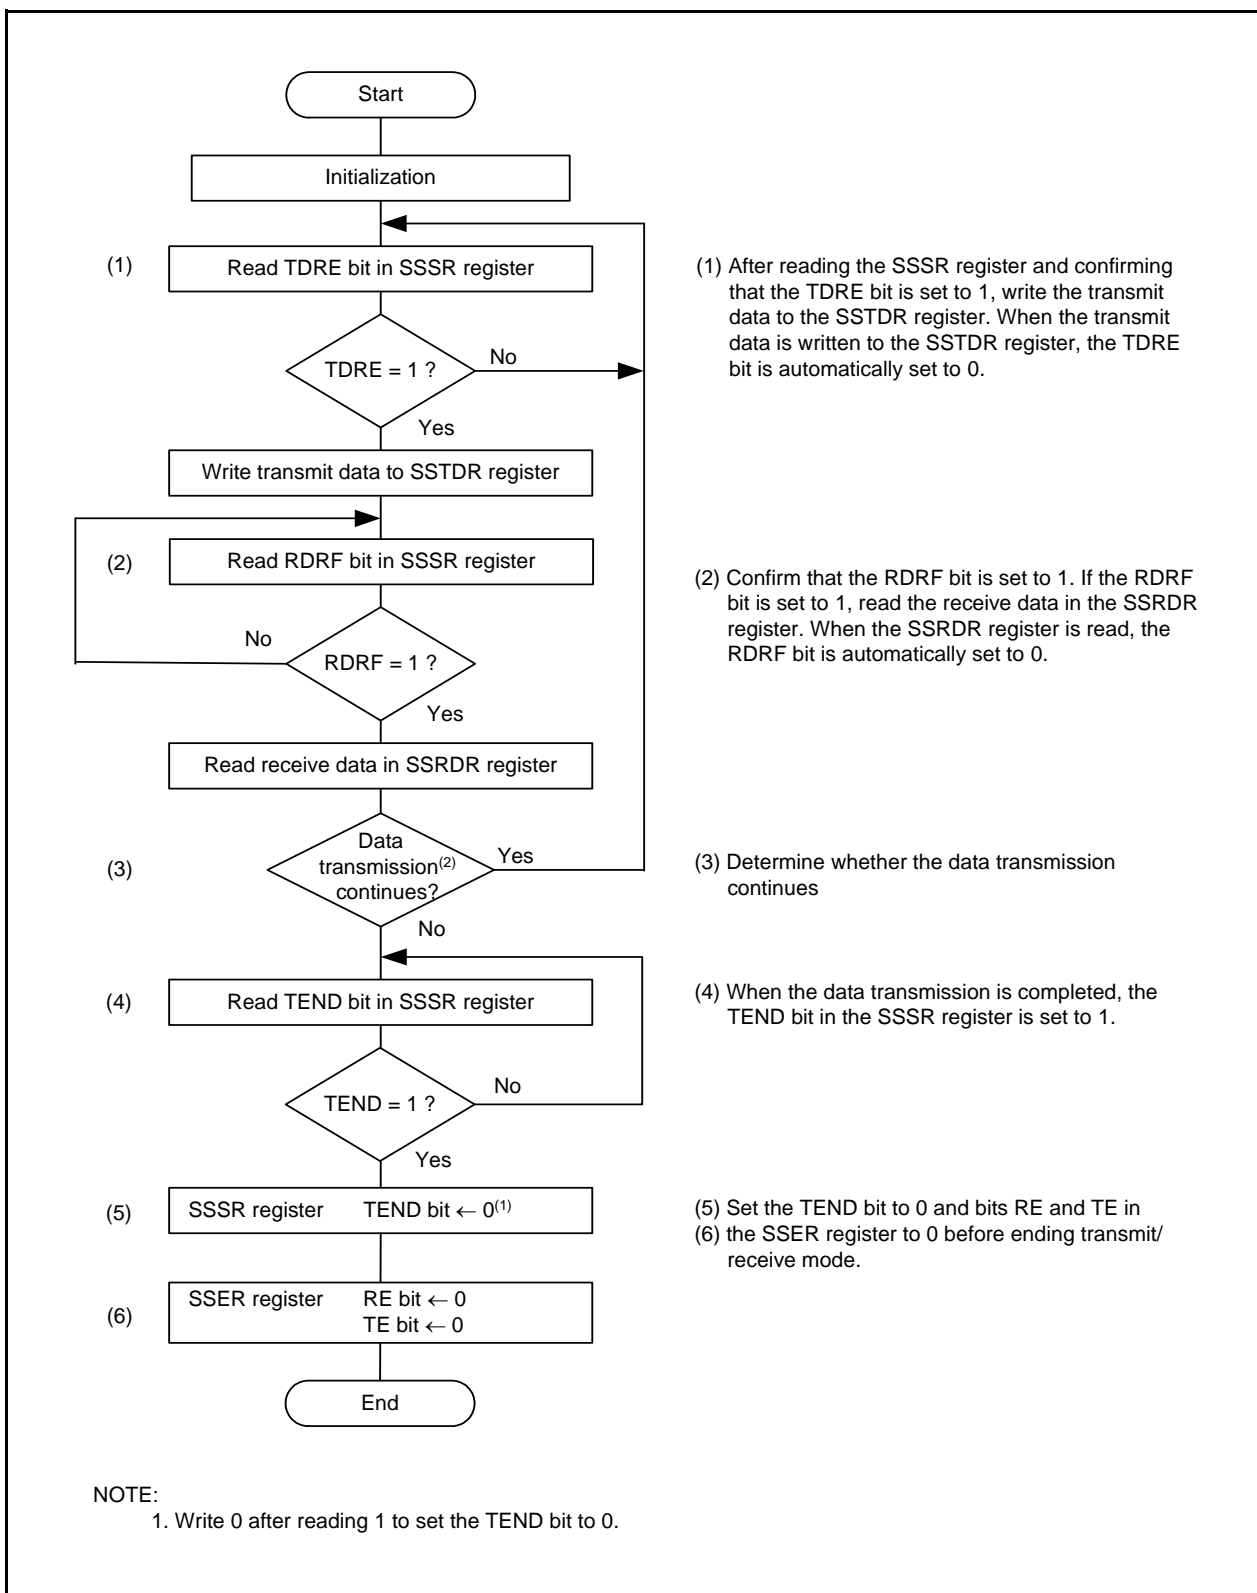 Start
Initialization
(1)
Read TDRE bit in SSSR register
TDRE = 1 ?
No
Yes
Write transmit data to SSTDR register
(2)
Read RDRF bit in SSSR register
No
RDRF = 1 ?
Yes
Read receive data in SSRDR register
(3)
Data
transmission(2)
continues?
Yes
No
(4)
Read TEND bit in SSSR register
TEND = 1 ?
No
Yes
(5)
SSSR register TEND bit ← 0(1)
(6)
SSER register RE bit ← 0
TE bit ← 0
End
(1) After reading the SSSR register and confirming
that the TDRE bit is set to 1, write the transmit
data to the SSTDR register. When the transmit
data is written to the SSTDR register, the TDRE
bit is automatically set to 0.
(2) Confirm that the RDRF bit is set to 1. If the RDRF
bit is set to 1, read the receive data in the SSRDR
register. When the SSRDR register is read, the
RDRF bit is automatically set to 0.
(3) Determine whether the data transmission
continues
(4) When the data transmission is completed, the
TEND bit in the SSSR register is set to 1.
(5) Set the TEND bit to 0 and bits RE and TE in
(6) the SSER register to 0 before ending transmit/
receive mode.
NOTE:
1. Write 0 after reading 1 to set the TEND bit to 0.